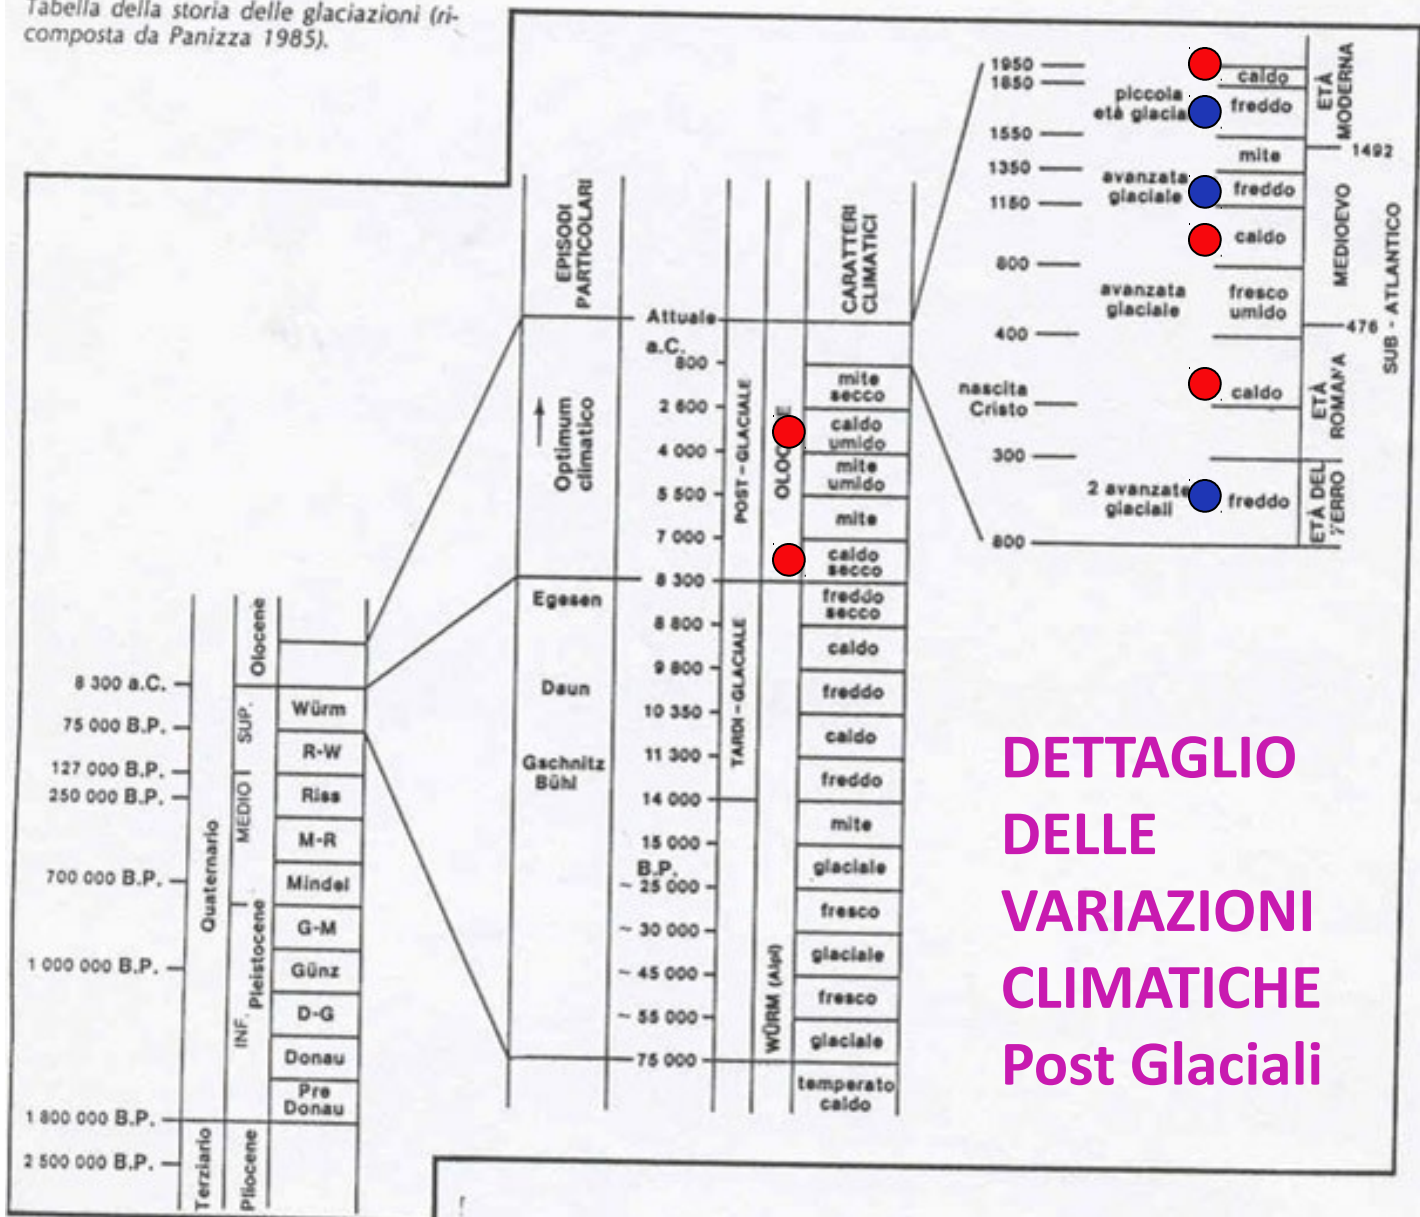 Tabella della storia delle glaciazioni (ri-
composta da Panizza 1985).
8 300 a.C.
75 000 B.P.
127 000 B.P.
250 000 B.P.
700 000 B.P.
1 000 000 B.P.
1 800 000 B.P.
2 500 000 B.P.
Quaternario
Terziario
Olocene
SUP.
MEDIO
INF.
Pleistocene
Pliocene
Würm
R-W
Riss
M-R
Mindel
G-M
Günz
D-G
Donau
Pre
Donau
EPISODI
PARTICOLARI
Optimum
climatico
Egesen
Daun
Gschnitz
Bühl
Attuale
a.C.
800
2 600
4 000
5 500
7 000
8 300
8 800
9 800
10 350
11 300
14 000
15 000
B.P.
~ 25 000
~ 30 000
~ 45 000
~ 55 000
75 000
POST-GLACIALE
TARDI-GLACIALE
WÜRM (Alpi)
CARATTERI
CLIMATICI
mite
secco
caldo
umido
mite
umido
mite
caldo
secco
freddo
secco
caldo
freddo
caldo
freddo
mite
glaciale
fresco
glaciale
fresco
glaciale
temperato
caldo
1950
1850
1550
1350
1150
800
400
nascita
Cristo
300
800
piccola
avanzata
glaciale
avanzata
glaciale
2 avanzate
glaciali
caldo
freddo
mite
freddo
caldo
fresco
umido
caldo
freddo
ETÀ
MODERNA
1492
MEDIOEVO
476
ETÀ
ROMANA
ETÀ DEL
FERRO
SUB - ATLANTICO
DETTAGLIO
DELLE
VARIAZIONI
CLIMATICHE
Post Glaciali